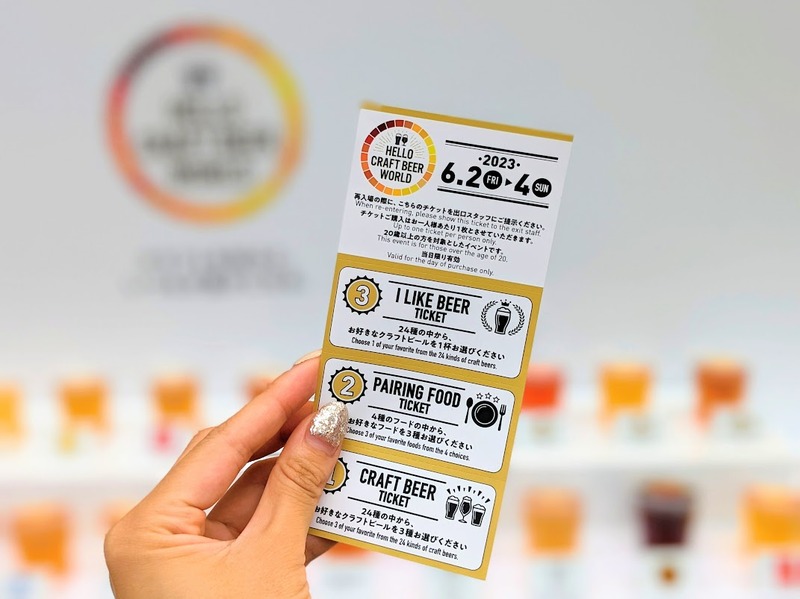 HELLO
CRAFT BEER
WORLD
HELLO
CRAFT BEER
WORLD
・2023・
6.2 FRI ▶ 4 SUN
再入場の際に、こちらのチケットを出口スタッフにご提示ください。
When re-entering, please show this ticket to the exit staff.
チケットご購入はお一人様あたり1枚とさせていただきます。
Up to one ticket per person only.
20歳以上の方を対象としたイベントです。
This event is for those over the age of 20.
当日限り有効
Valid for the day of purchase only.
3
I LIKE BEER
TICKET
24種の中から、
お好きなクラフトビールを1杯お選びください
Choose 1 of your favorite from the 24 kinds of craft beers.
2
PAIRING FOOD
TICKET
4種のフードの中から、
お好きなフードを3種お選びください
Choose 3 of your favorite foods from the 4 choices.
1
CRAFT BEER
TICKET
24種の中から、
お好きなクラフトビールを3種お選びください
Choose 3 of your favorite from the 24 kinds of craft beers.